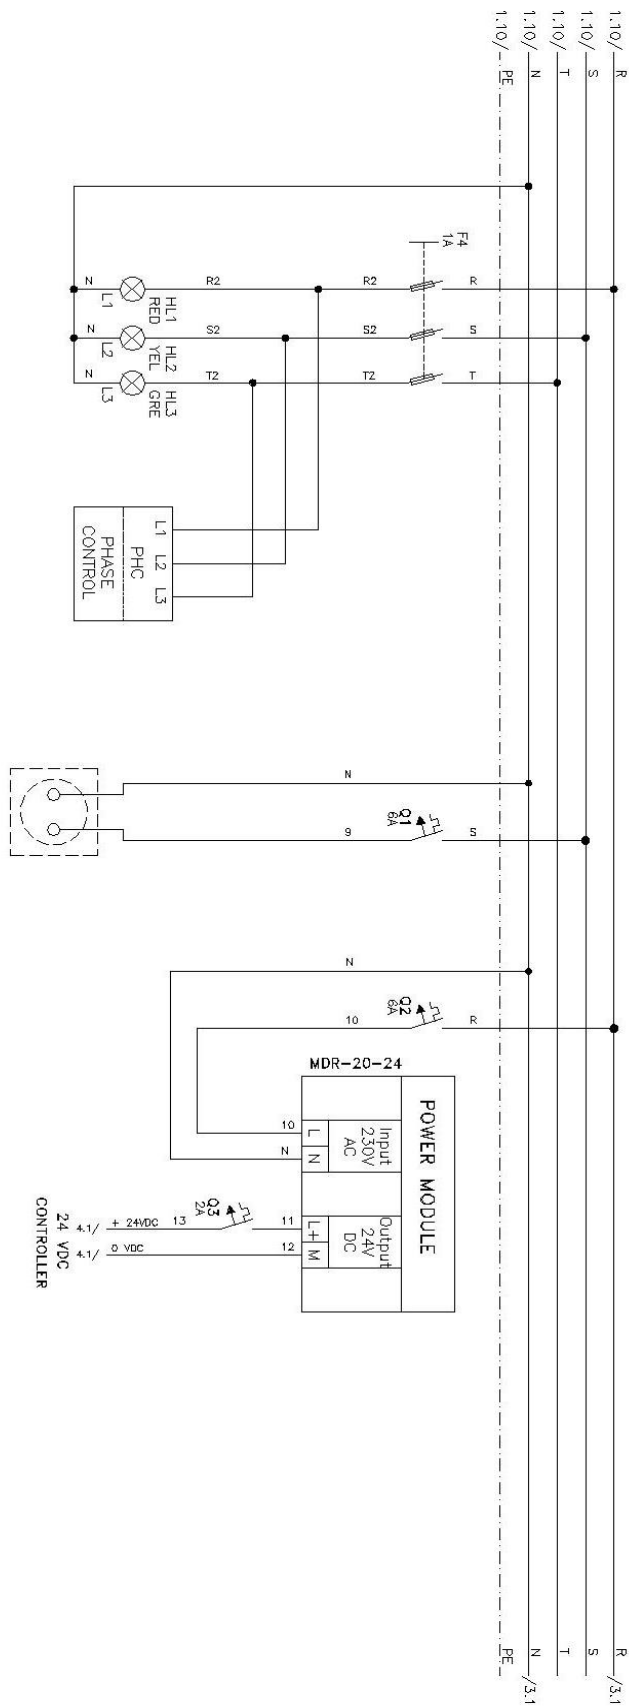 1.10/ R
1.10/ S
1.10/ T
1.10/ N
1.10/ PE
F4
1A
R
S
T
R2
S2
T2
R2
S2
T2
HL1
RED
HL2
YEL
HL3
GRE
L1
L2
L3
N
N
N
L1 L2 L3
PHC
PHASE
CONTROL
N
S
Q1
6A
9
N
R
Q2
6A
10
MDR-20-24
POWER MODULE
Input
230V
AC
L N
10
N
Output
24V
DC
L+ M
11
12
Q3
2A
13
+ 24VDC
0 VDC
4.1/
4.1/
24 VDC
CONTROLLER
R /3.1
S
T
N /3.1
PE